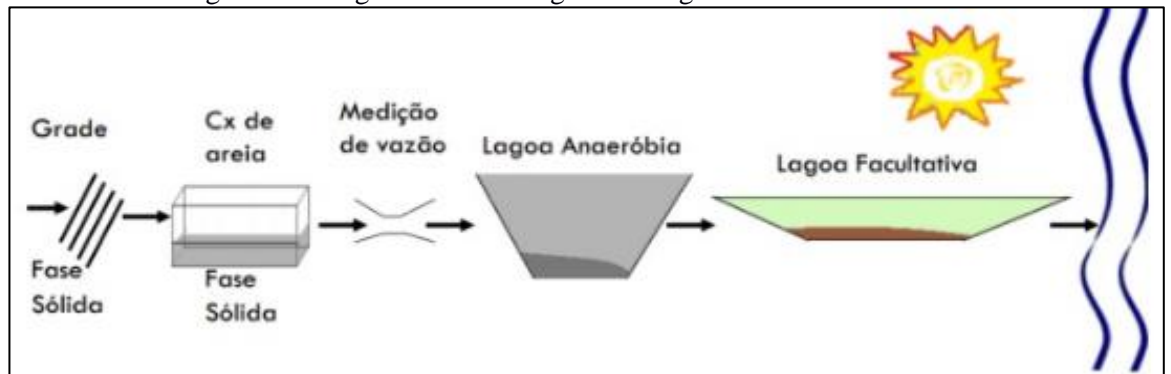 Grade
Cx de
areia
Medição
de vazão
Lagoa Anaeróbia
Lagoa Facultativa
Fase
Sólida
Fase
Sólida